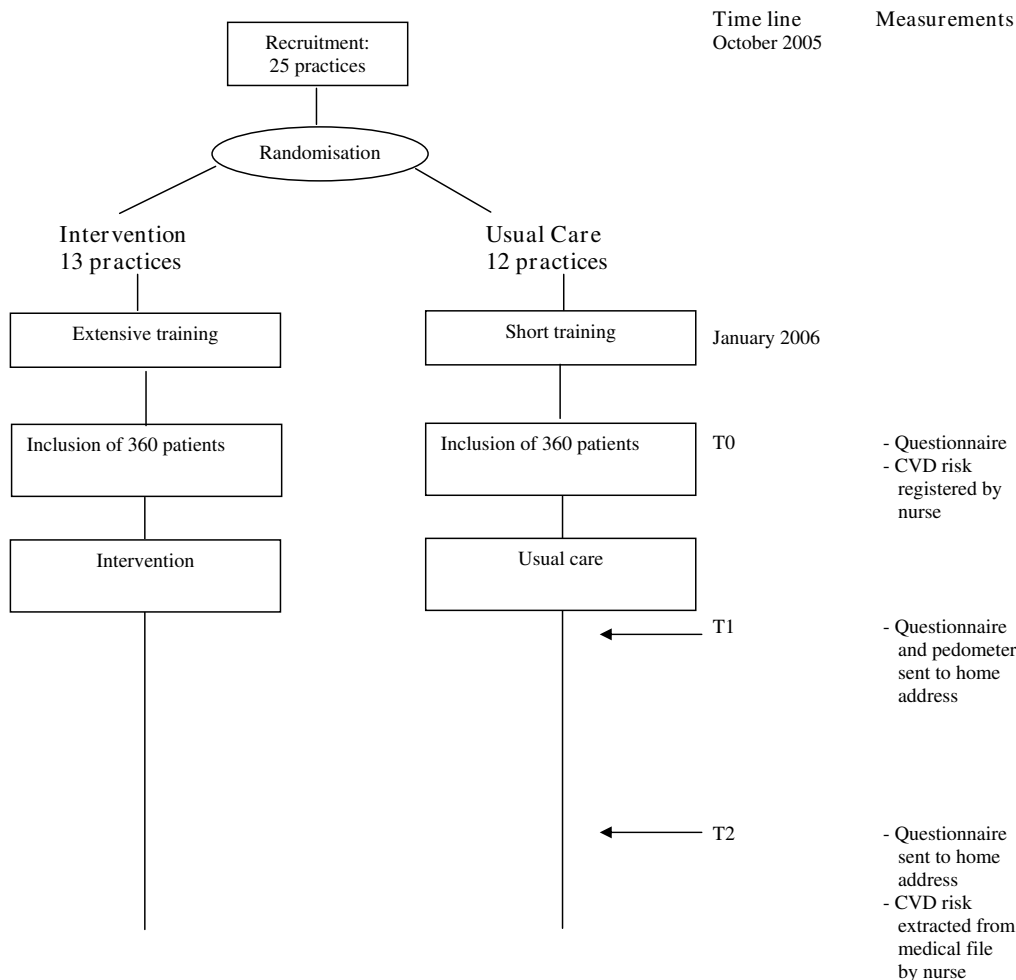 Time line
Measurements
October 2005
Recruitment:
25 practices
Randomisation
Intervention
13 practices
Usual Care
12 practices
Extensive training
Short training
January 2006
Inclusion of 360 patients
Inclusion of 360 patients
T0
- Questionnaire
- CVD risk
registered by
nurse
Intervention
Usual care
T1
- Questionnaire
and pedometer
sent to home
address
T2
- Questionnaire
sent to home
address
- CVD risk
extracted from
medical file
by nurse